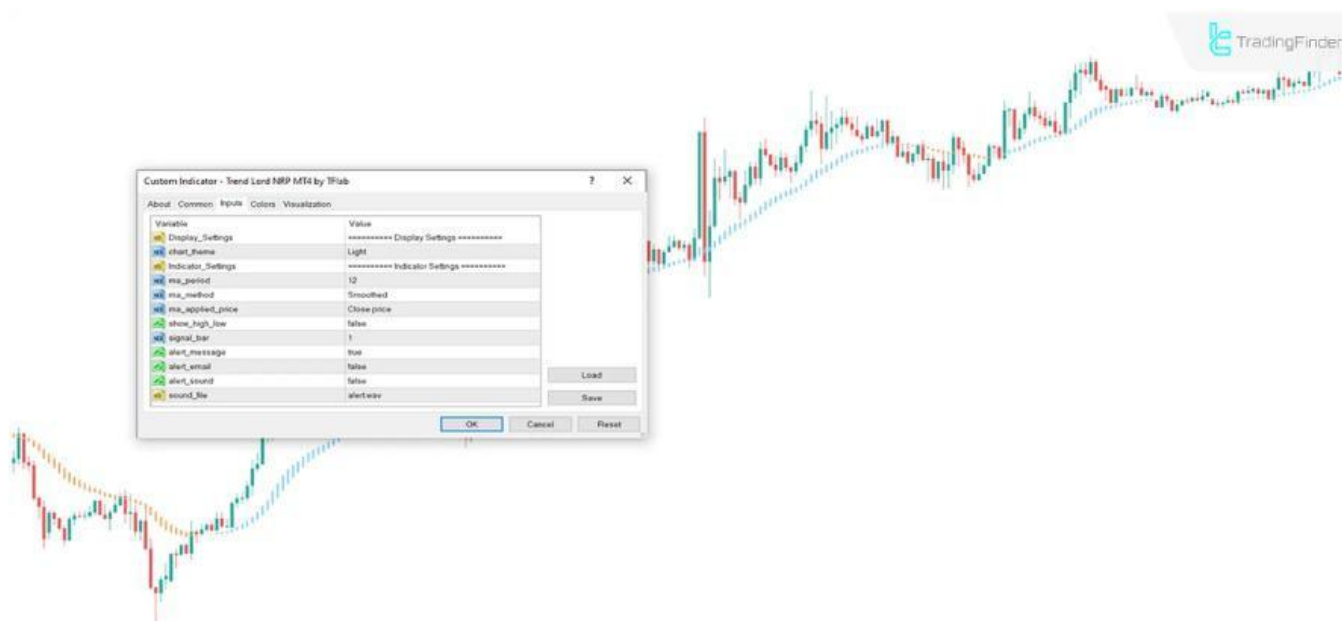 TradingFinder
Custom Indicator - Trend Lord NRP MT4 by TFlab
? X
About Common Inputs Colors Visualization
Variable Value
Display_Settings ========== Display Settings ==========
chart_theme Light
Indicator_Settings ========== Indicator Settings ==========
ma_period 12
ma_method Smoothed
ma_applied_price Close price
show_high_low false
signal_bar 1
alert_message true
alert_email false
alert_sound false
sound_file alert.wav
Load
Save
OK Cancel Reset